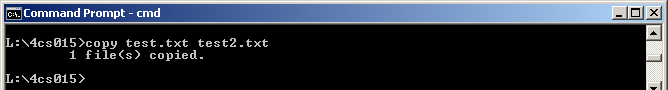 Command Prompt - cmd
L:\4cs015>copy test.txt test2.txt
1 file(s) copied.
L:\4cs015>